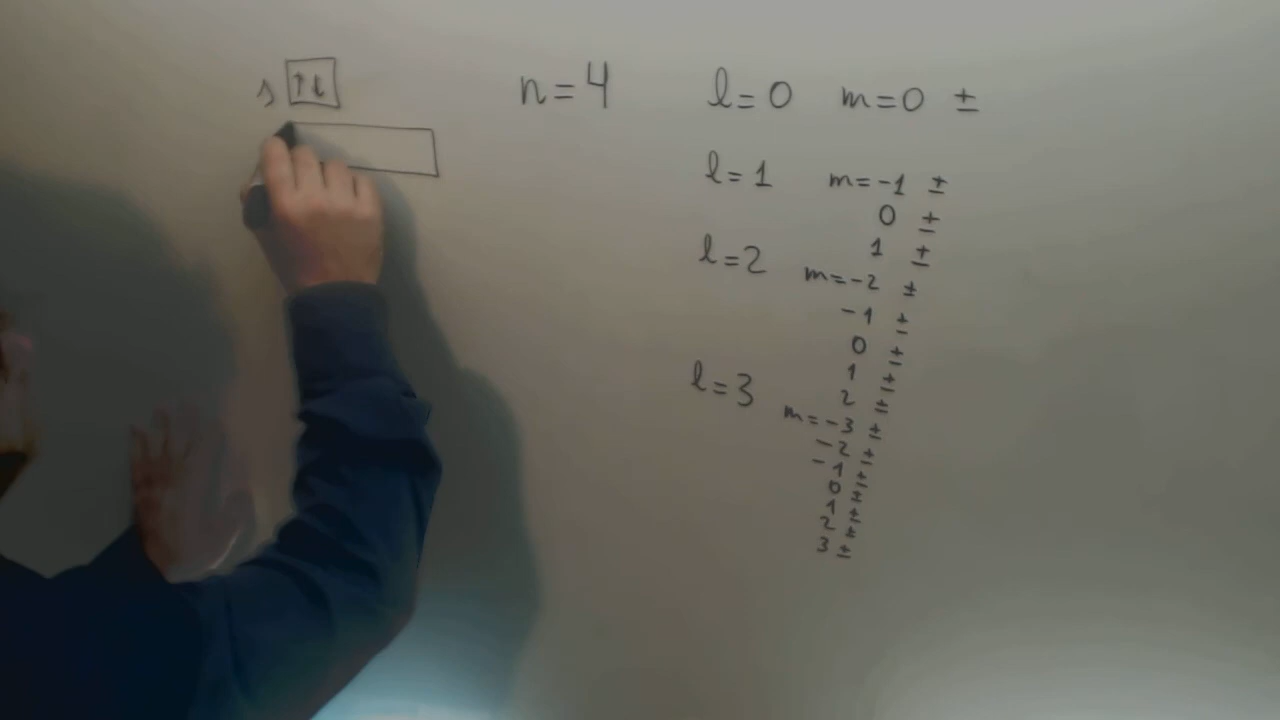 s ↑↓
n=4 l=0 m=0 ±
l=1 m=-1 ±
0 ±
1 ±
l=2 m=-2 ±
-1 ±
0 ±
1 ±
2 ±
l=3 m=-3 ±
-2 ±
-1 ±
0 ±
1 ±
2 ±
3 ±